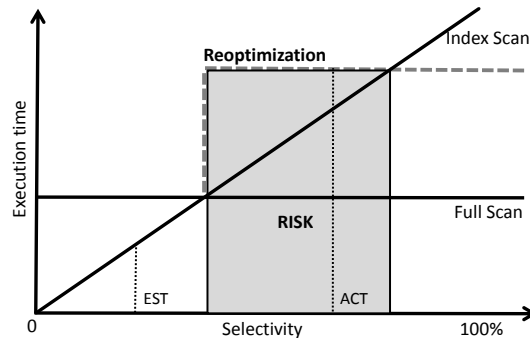 Index Scan
Reoptimization
Execution time
Full Scan
RISK
EST
ACT
0
Selectivity
100%